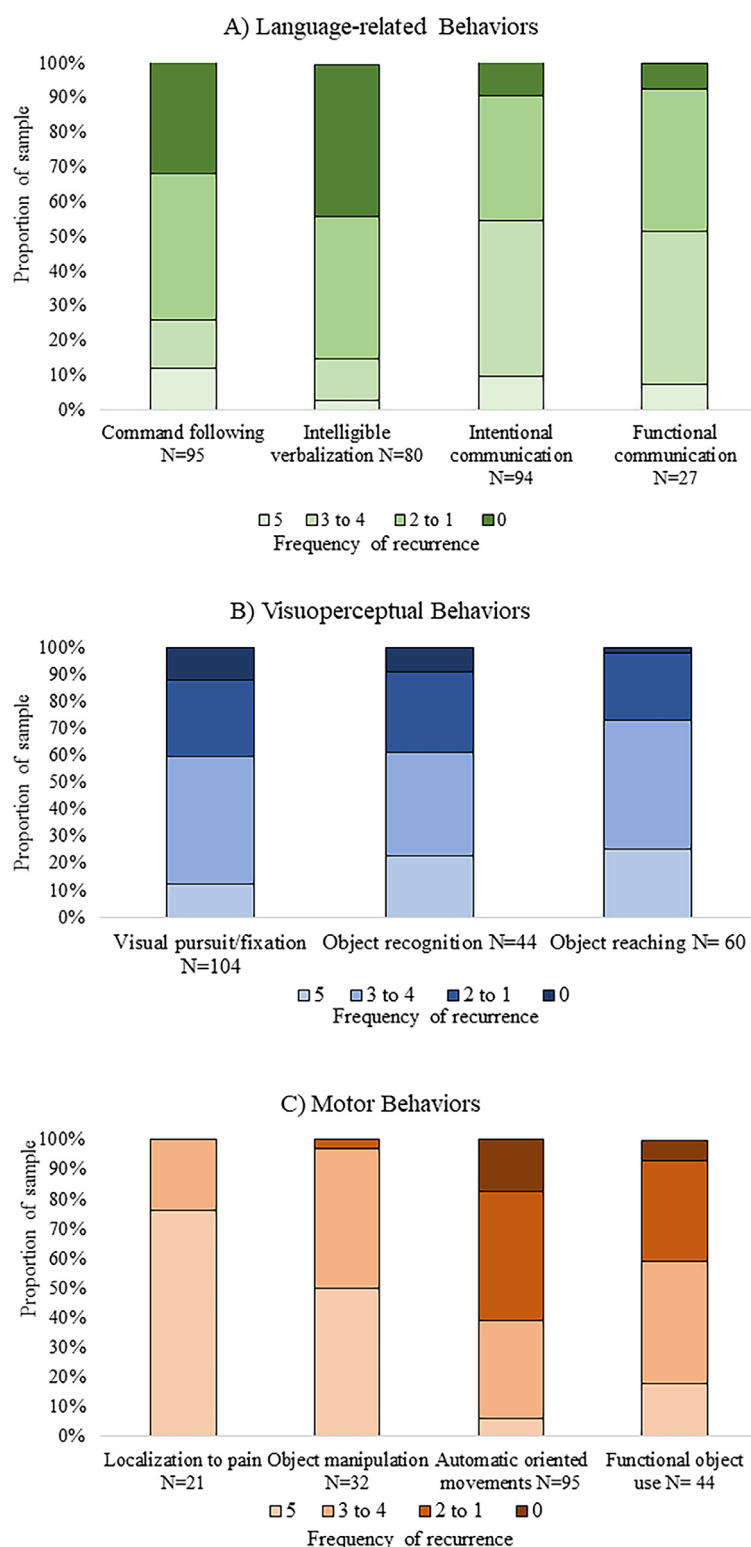 A) Language-related Behaviors
100%
90%
80%
70%
60%
50%
40%
30%
20%
10%
0%
Proportion of sample
Command following N=95
Intelligible verbalization N=80
Intentional communication N=94
Functional communication N=27
5 3 to 4 2 to 1 0
Frequency of recurrence
B) Visuoperceptual Behaviors
100%
90%
80%
70%
60%
50%
40%
30%
20%
10%
0%
Proportion of sample
Visual pursuit/fixation N=104
Object recognition N=44
Object reaching N= 60
5 3 to 4 2 to 1 0
Frequency of recurrence
C) Motor Behaviors
100%
90%
80%
70%
60%
50%
40%
30%
20%
10%
0%
Proportion of sample
Localization to pain N=21
Object manipulation N=32
Automatic oriented movements N=95
Functional object use N= 44
5 3 to 4 2 to 1 0
Frequency of recurrence